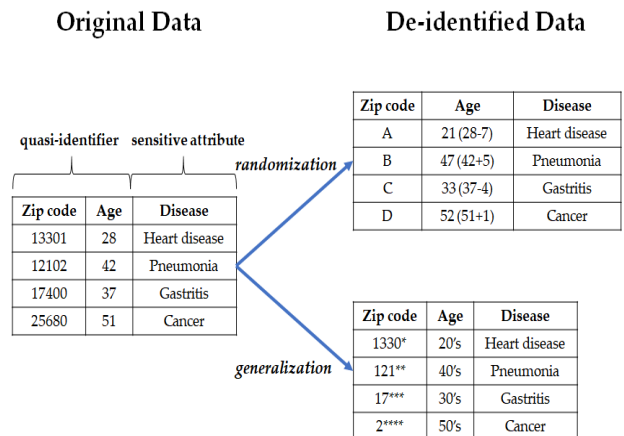 Original Data
De-identified Data
quasi-identifier sensitive attribute
Zip code Age Disease
13301 28 Heart disease
12102 42 Pneumonia
17400 37 Gastritis
25680 51 Cancer
randomization
Zip code Age Disease
A 21 (28-7) Heart disease
B 47 (42+5) Pneumonia
C 33 (37-4) Gastritis
D 52 (51+1) Cancer
generalization
Zip code Age Disease
1330* 20's Heart disease
121** 40's Pneumonia
17*** 30's Gastritis
2**** 50's Cancer